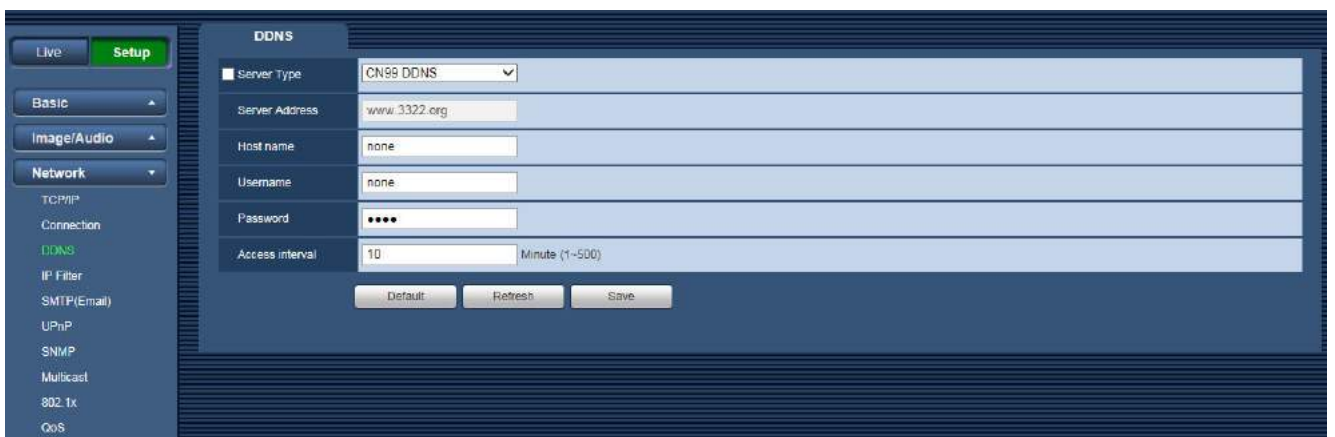 Live
Setup
Basic
Image/Audio
Network
TCP/IP
Connection
DDNS
IP Filter
SMTP(Email)
UPnP
SNMP
Multicast
802.1x
QoS
DDNS
Server Type CN99 DDNS
Server Address www.3322.org
Host name none
Username none
Password ••••
Access interval 10 Minute (1~500)
Default Refresh Save